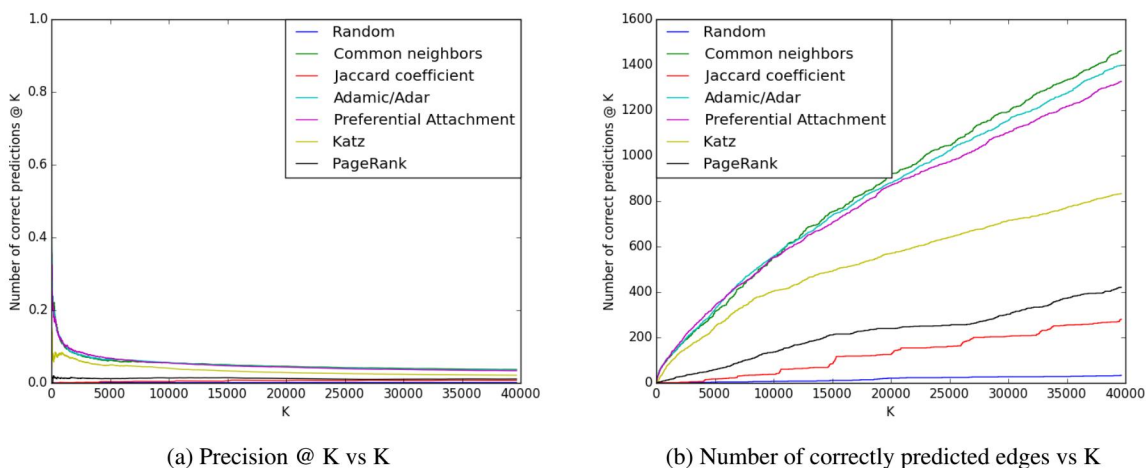 Number of correct predictions @ K
1.0
0.8
0.6
0.4
0.2
0.0
0 5000 10000 15000 20000 25000 30000 35000 40000
K
Random
Common neighbors
Jaccard coefficient
Adamic/Adar
Preferential Attachment
Katz
PageRank
(a) Precision @ K vs K
Number of correct predictions @ K
1600
1400
1200
1000
800
600
400
200
0
0 5000 10000 15000 20000 25000 30000 35000 40000
K
Random
Common neighbors
Jaccard coefficient
Adamic/Adar
Preferential Attachment
Katz
PageRank
(b) Number of correctly predicted edges vs K